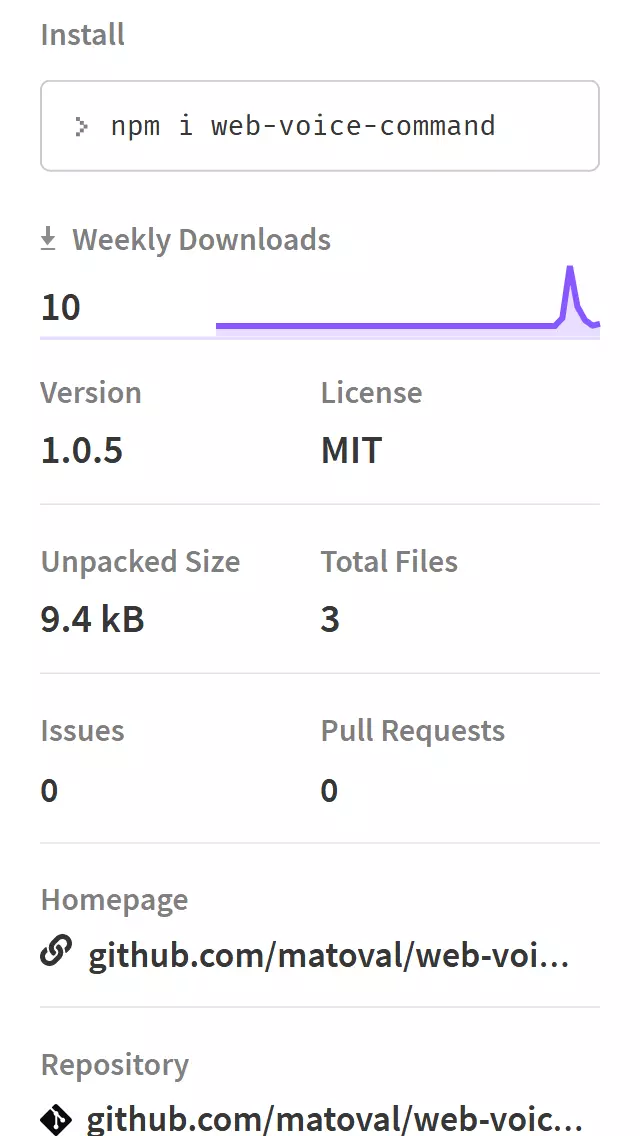 Install
> npm i web-voice-command
Weekly Downloads
10
Version License
1.0.5 MIT
Unpacked Size Total Files
9.4 kB 3
Issues Pull Requests
0 0
Homepage
github.com/matoval/web-voi...
Repository
github.com/matoval/web-voic...